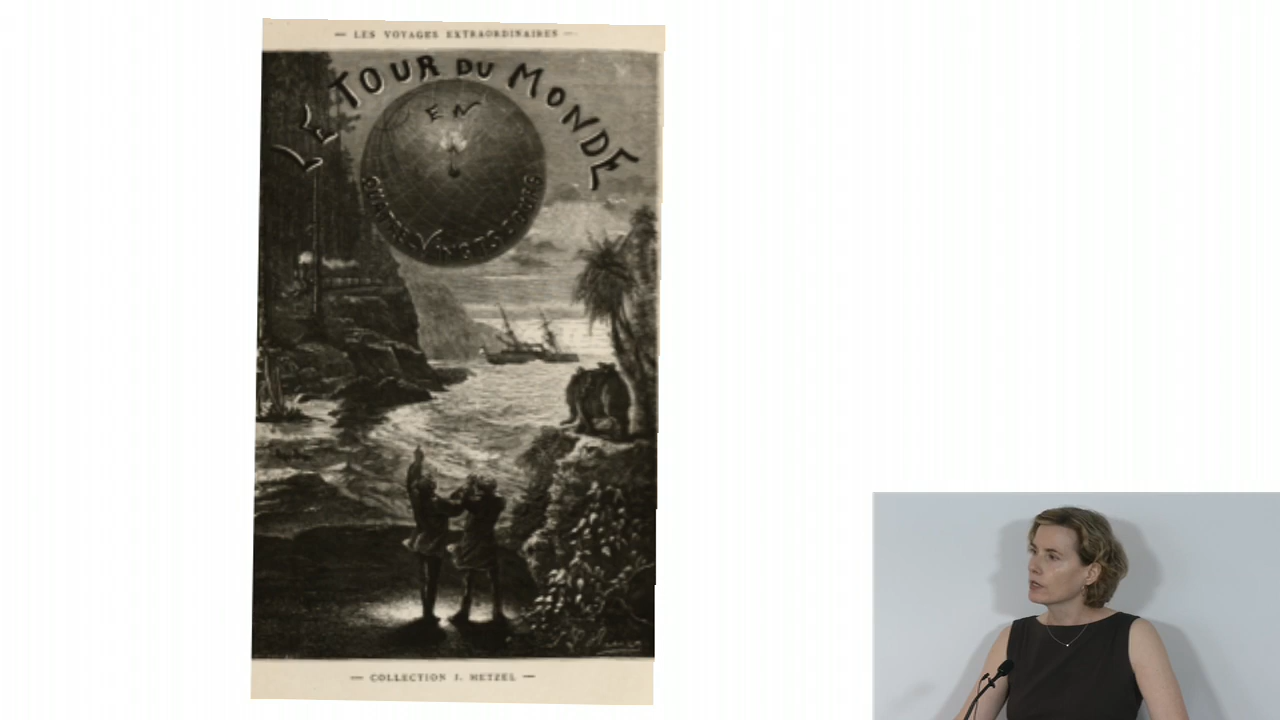 — LES VOYAGES EXTRAORDINAIRES —
LE TOUR DU MONDE
EN
QUATRE-VINGTS JOURS
— COLLECTION J. HETZEL —